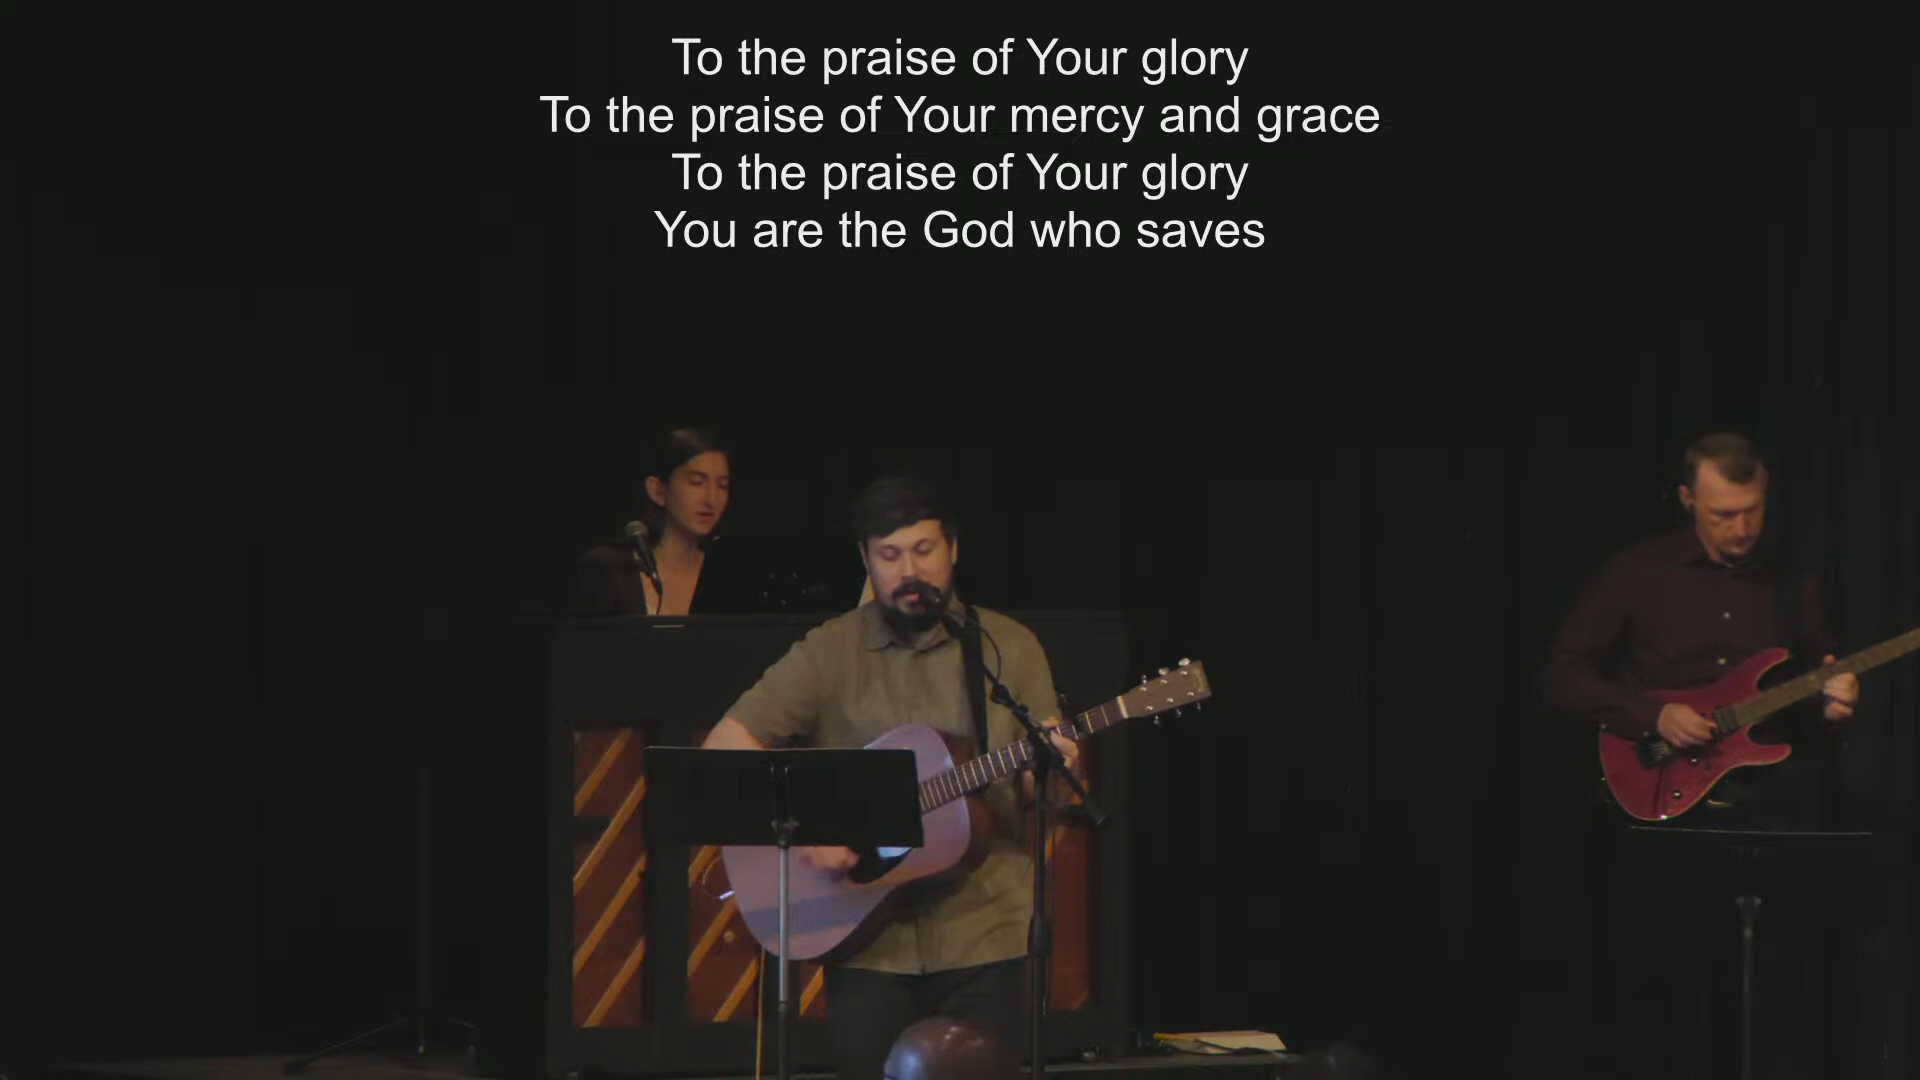 To the praise of Your glory
To the praise of Your mercy and grace
To the praise of Your glory
You are the God who saves